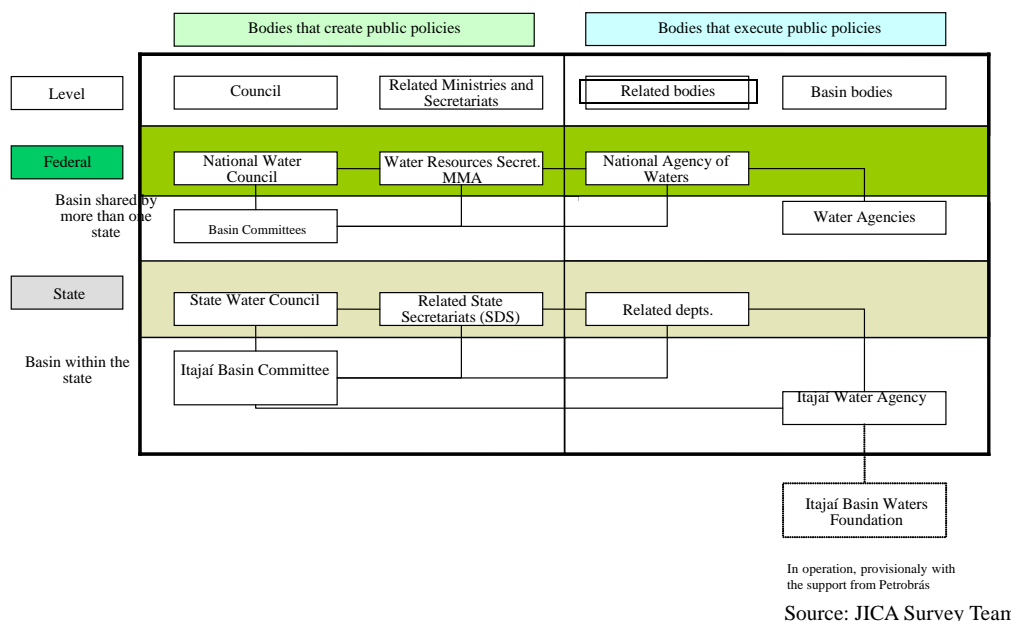 Bodies that create public policies
Bodies that execute public policies
Level
Council
Related Ministries and
Secretariats
Related bodies
Basin bodies
Federal
National Water
Council
Water Resources Secret.
MMA
National Agency of
Waters
Basin shared by
more than one
state
Basin Committees
Water Agencies
State
State Water Council
Related State
Secretariats (SDS)
Related depts.
Basin within the
state
Itajaí Basin Committee
Itajaí Water Agency
Itajaí Basin Waters
Foundation
In operation, provisionaly with
the support from Petrobrás
Source: JICA Survey Team